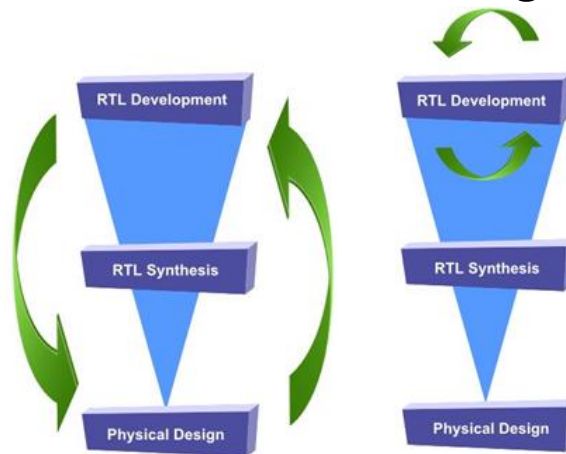 RTL Development
RTL Synthesis
Physical Design
RTL Development
RTL Synthesis
Physical Design